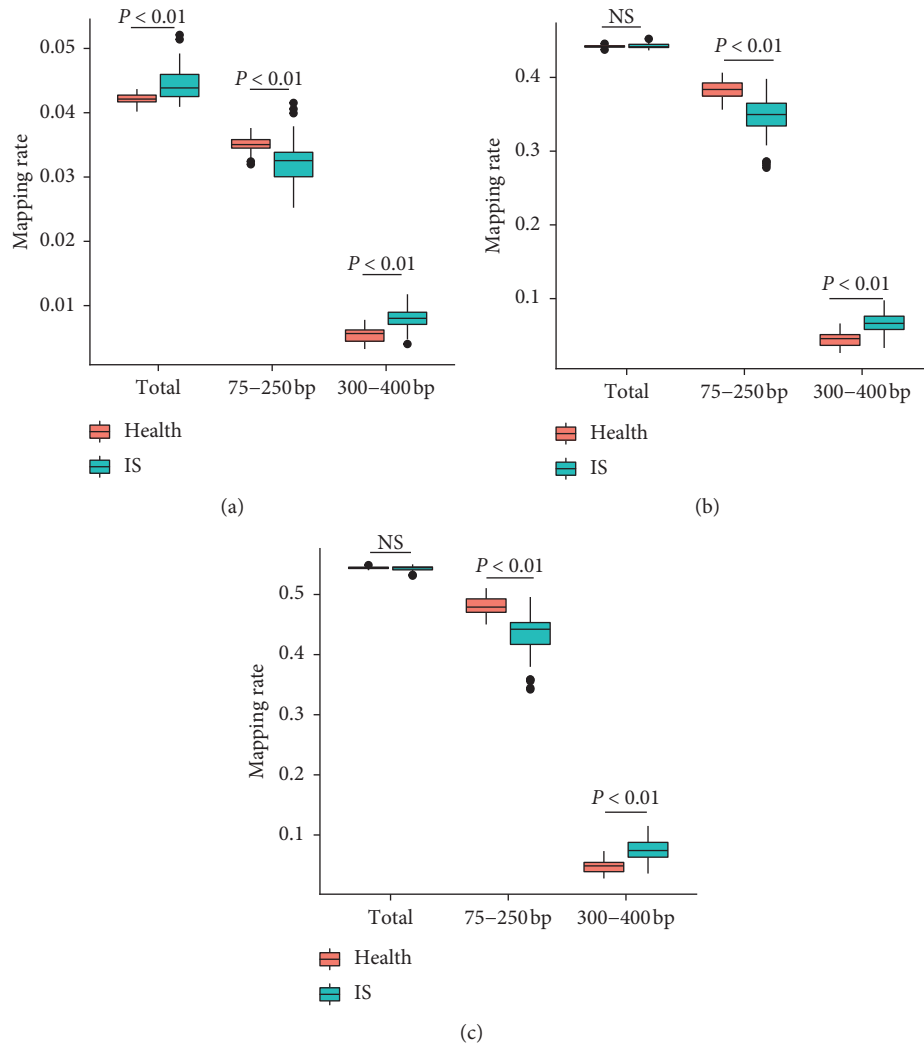 P < 0.01
P < 0.01
P < 0.01
0.05
0.04
0.03
0.02
0.01
Mapping rate
Total
75–250 bp
300–400 bp
Health
IS
(a)
NS
P < 0.01
P < 0.01
0.4
0.3
0.2
0.1
Mapping rate
Total
75–250 bp
300–400 bp
Health
IS
(b)
NS
P < 0.01
P < 0.01
0.5
0.4
0.3
0.2
0.1
Mapping rate
Total
75–250 bp
300–400 bp
Health
IS
(c)